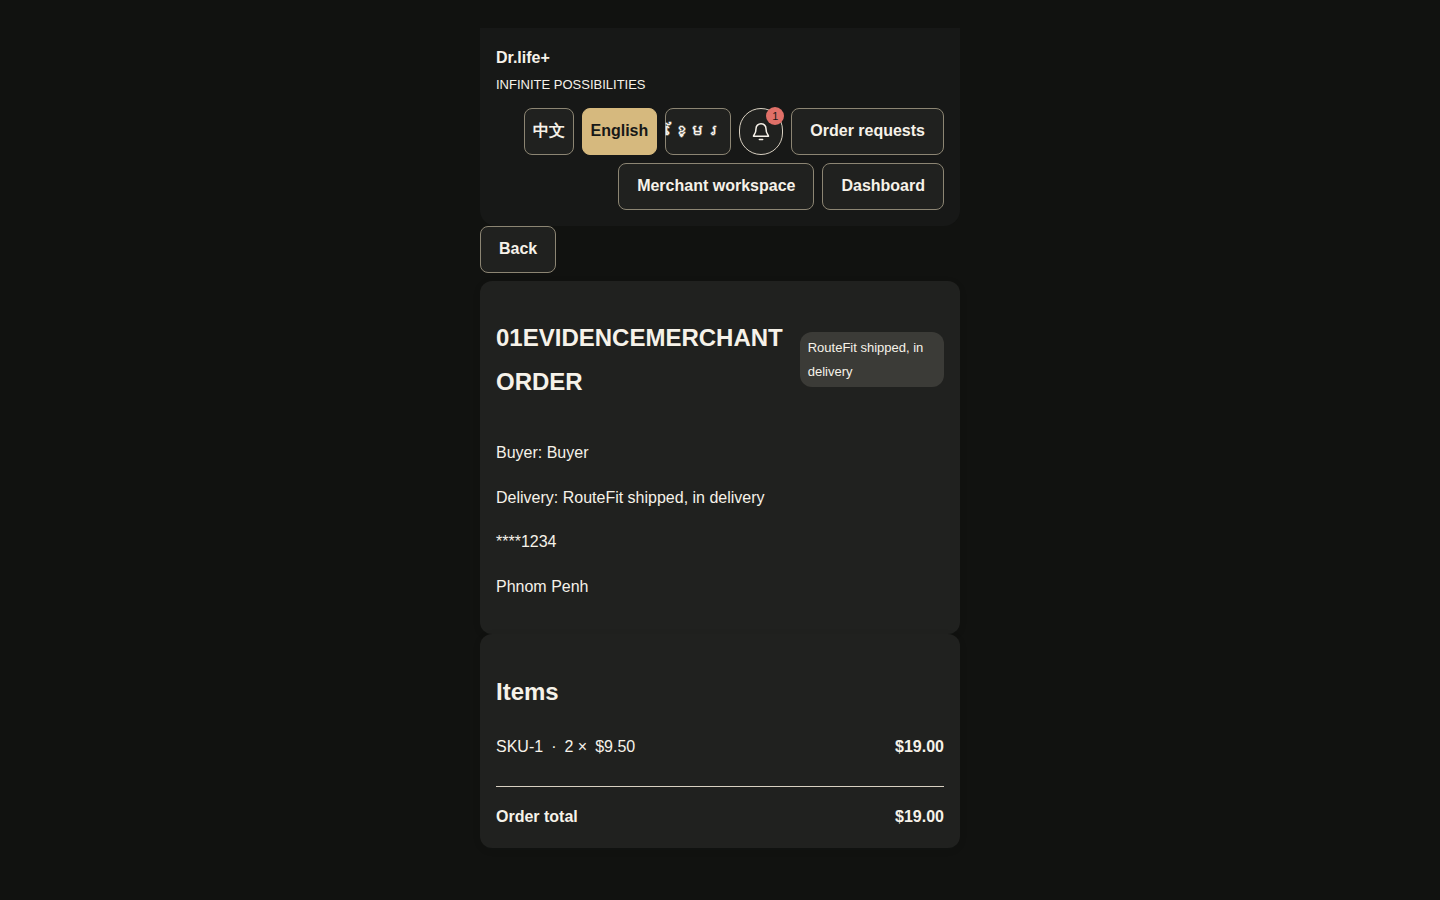 Dr.life+
INFINITE POSSIBILITIES
中文
English
ខ្មែរ
1
Order requests
Merchant workspace
Dashboard
Back
01EVIDENCEMERCHANT
ORDER
RouteFit shipped, in
delivery
Buyer: Buyer
Delivery: RouteFit shipped, in delivery
****1234
Phnom Penh
Items
SKU-1 · 2 × $9.50
$19.00
Order total
$19.00